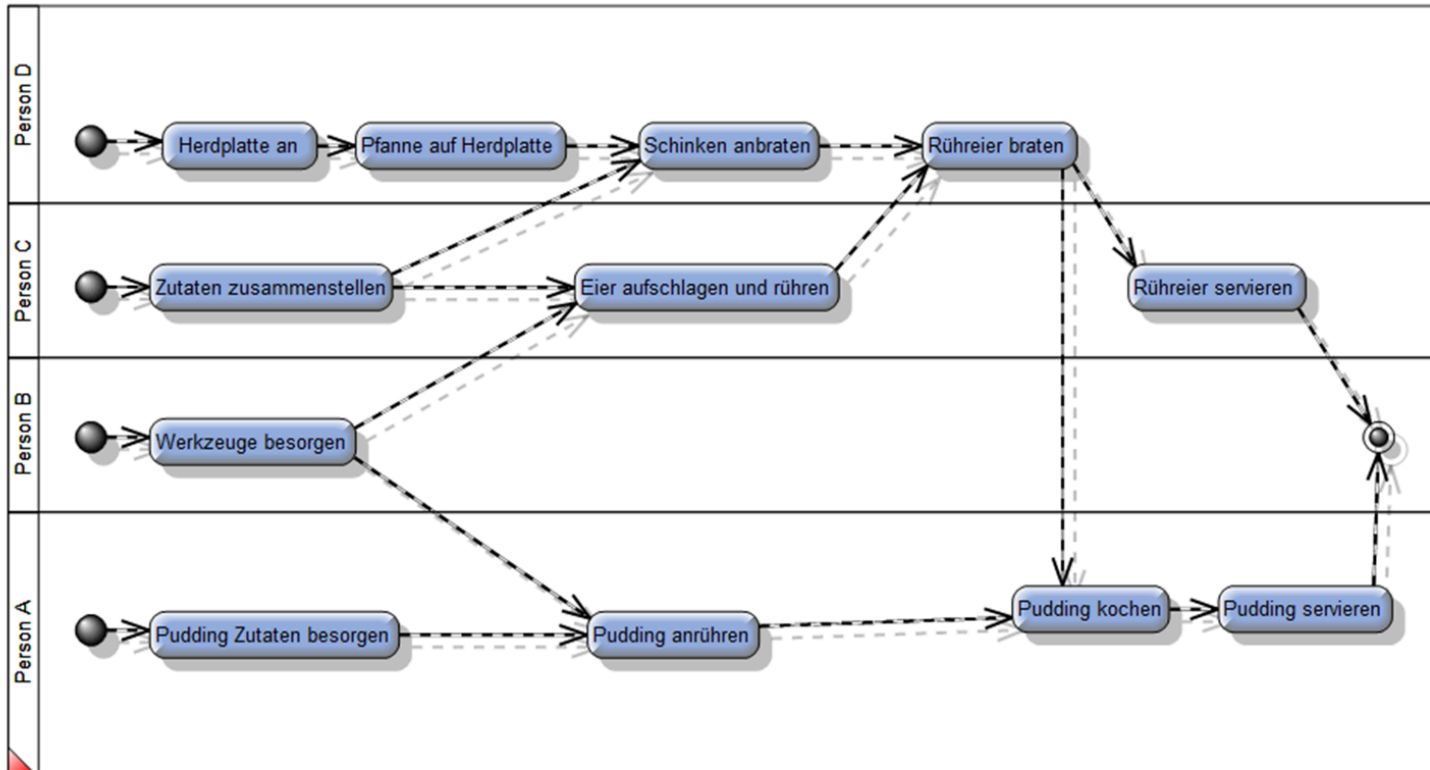 Person D
Herdplatte an
Pfanne auf Herdplatte
Schinken anbraten
Rühreier braten
Person C
Zutaten zusammenstellen
Eier aufschlagen und rühren
Rühreier servieren
Person B
Werkzeuge besorgen
Person A
Pudding Zutaten besorgen
Pudding anrühren
Pudding kochen
Pudding servieren